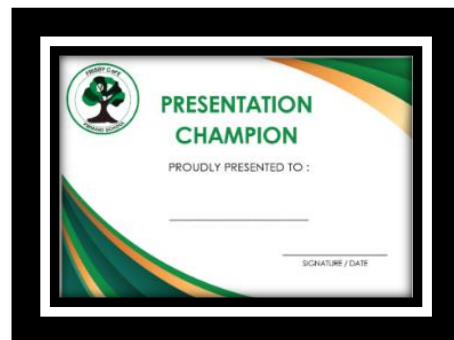 PRESENTATION
CHAMPION
PROUDLY PRESENTED TO :
SIGNATURE / DATE